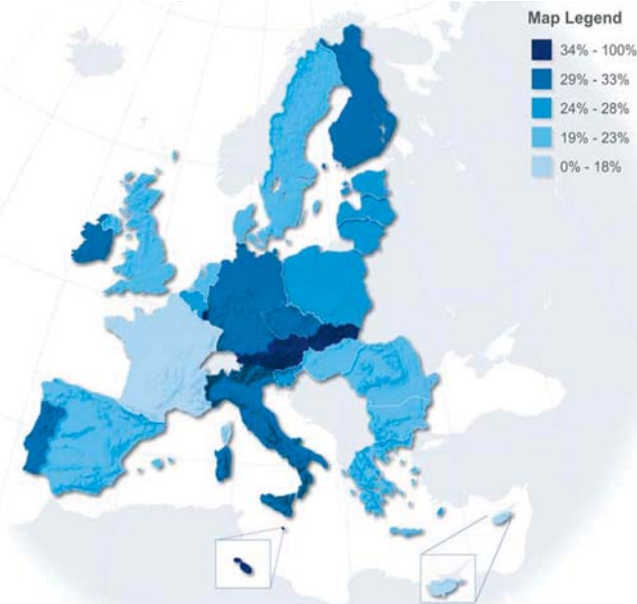 Map Legend
34% - 100%
29% - 33%
24% - 28%
19% - 23%
0% - 18%